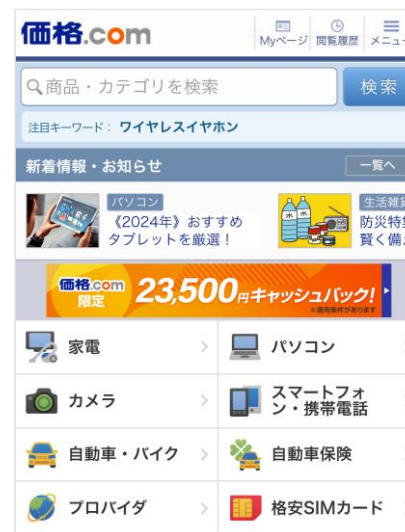 価格.com
Myページ 閲覧履歴 メニュー
商品・カテゴリを検索 検索
注目キーワード： ワイヤレスイヤホン
新着情報・お知らせ 一覧へ
パソコン
《2024年》おすすめ
タブレットを厳選！
水 水
生活雑貨
防災特集
賢く備
価格.com
限定
23,500円キャッシュバック!
※適用条件があります
家電 パソコン
カメラ スマートフォ
ン・携帯電話
自動車・バイク 自動車保険
プロバイダ 格安SIMカード